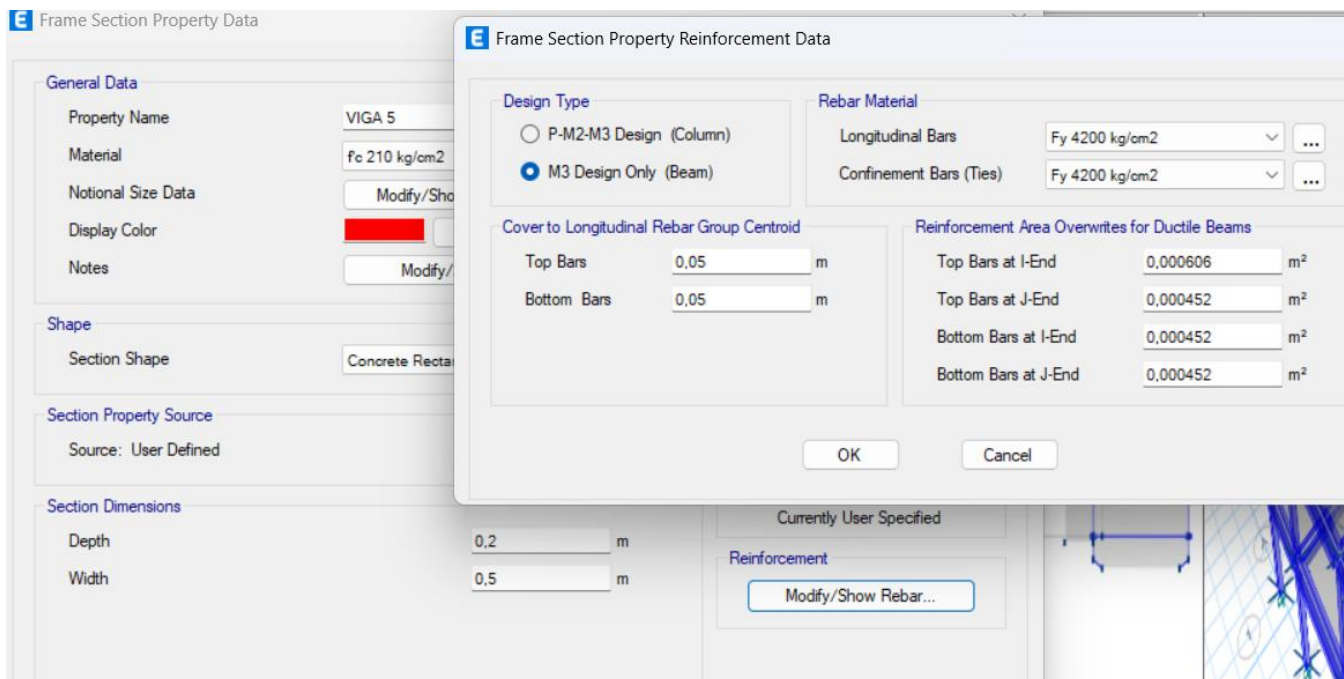 Frame Section Property Data
General Data
Property Name VIGA 5
Material f'c 210 kg/cm2
Notional Size Data Modify/Sho
Display Color
Notes Modify/
Shape
Section Shape Concrete Recta
Section Property Source
Source: User Defined
Section Dimensions
Depth 0,2 m
Width 0,5 m
Currently User Specified
Reinforcement
Modify/Show Rebar...
E Frame Section Property Reinforcement Data
Design Type
P-M2-M3 Design (Column)
M3 Design Only (Beam)
Rebar Material
Longitudinal Bars Fy 4200 kg/cm2 ...
Confinement Bars (Ties) Fy 4200 kg/cm2 ...
Cover to Longitudinal Rebar Group Centroid
Top Bars 0,05 m
Bottom Bars 0,05 m
Reinforcement Area Overwrites for Ductile Beams
Top Bars at I-End 0,000606 m²
Top Bars at J-End 0,000452 m²
Bottom Bars at I-End 0,000452 m²
Bottom Bars at J-End 0,000452 m²
OK Cancel